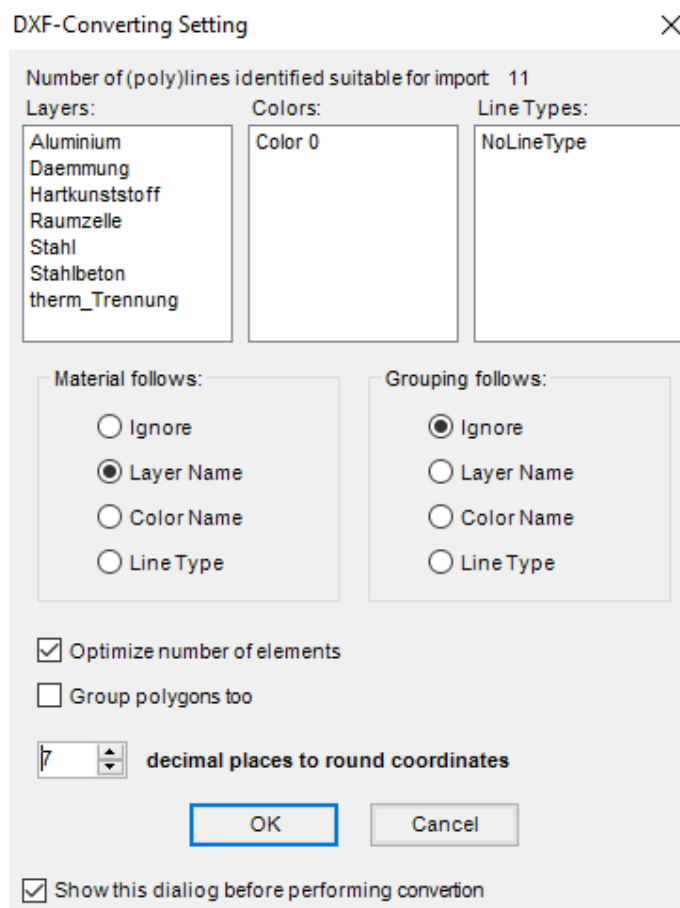 DXF-Converting Setting
Number of (poly)lines identified suitable for import 11
Layers: Colors: Line Types:
Aluminium Color 0 NoLineType
Daemmung
Hartkunststoff
Raumzelle
Stahl
Stahlbeton
therm_Trennung
Material follows: Grouping follows:
Ignore Ignore
Layer Name Layer Name
Color Name Color Name
Line Type Line Type
Optimize number of elements
Group polygons too
7 decimal places to round coordinates
OK Cancel
Show this dialiog before performing convertion